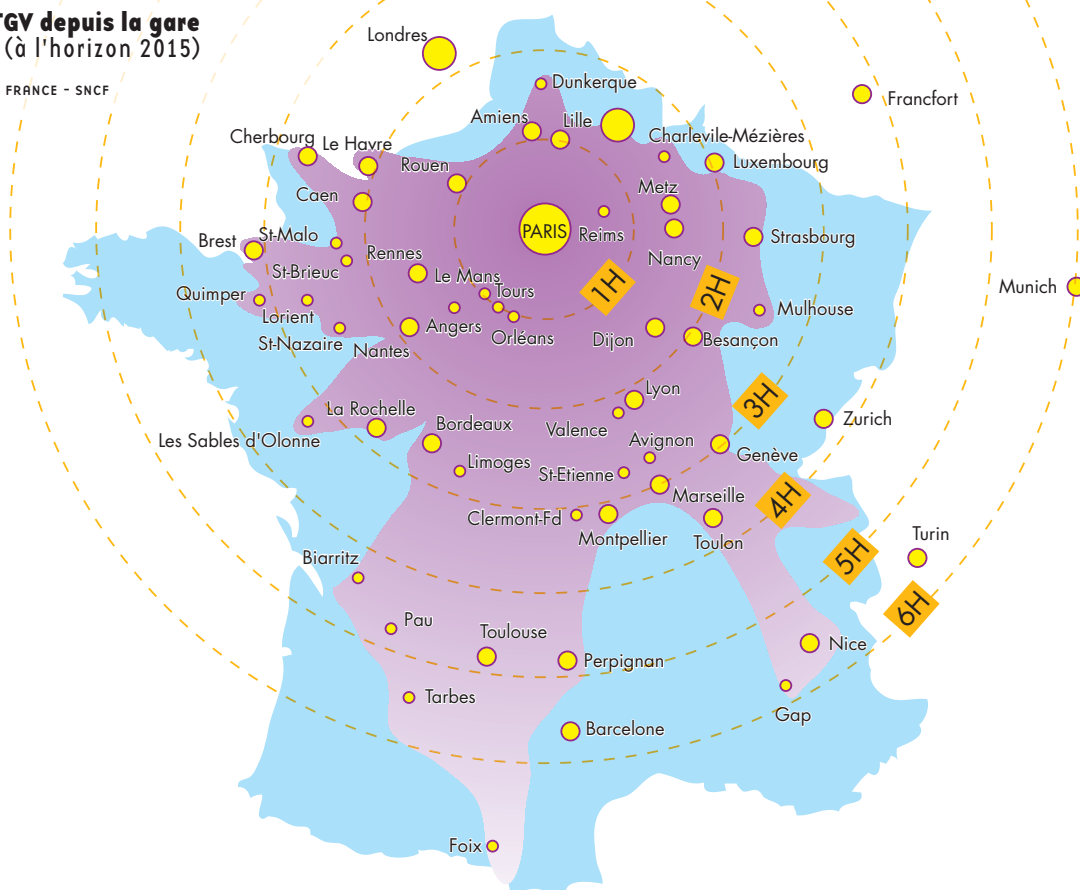 TGV depuis la gare
(à l'horizon 2015)
FRANCE - SNCF
Londres
Dunkerque
Francfort
Amiens
Lille
Charlevile-Mézières
Cherbourg
Le Havre
Rouen
Luxembourg
Caen
Metz
PARIS
Reims
Strasbourg
Brest
St-Malo
Rennes
Nancy
St-Brieuc
Le Mans
1H
2H
Munich
Quimper
Tours
Lorient
Angers
Orléans
Dijon
Mulhouse
St-Nazaire
Nantes
Besançon
Lyon
3H
La Rochelle
Bordeaux
Valence
Zurich
Les Sables d'Olonne
Avignon
Genève
Limoges
St-Etienne
Marseille
4H
Clermont-Fd
Montpellier
Toulon
Turin
Biarritz
5H
6H
Pau
Toulouse
Nice
Perpignan
Tarbes
Gap
Barcelone
Foix